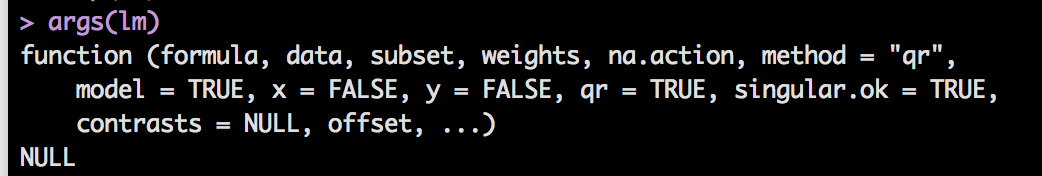 > args(lm)
function (formula, data, subset, weights, na.action, method = "qr",
    model = TRUE, x = FALSE, y = FALSE, qr = TRUE, singular.ok = TRUE,
    contrasts = NULL, offset, ...)
NULL